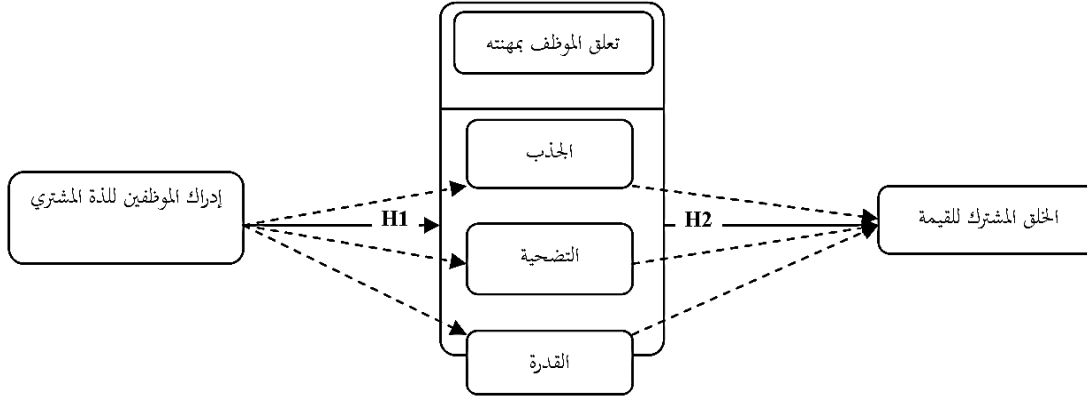 تعلق الموظف بمهنته
الجذب
إدراك الموظفين للذة المشتري
H1
H2
الخلق المشترك للقيمة
التضحية
القدرة